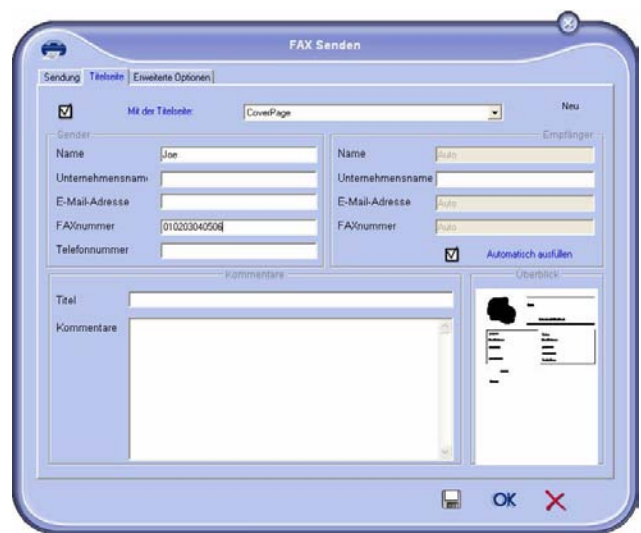 FAX Senden
Sendung Titelseite Erweiterte Optionen
Mit der Titelseite: CoverPage Neu
Sender
Name Joe
Unternehmensnam
E-Mail-Adresse
FAXnummer 010203040506
Telefonnummer
Empfänger
Name Auto
Unternehmensname
E-Mail-Adresse Auto
FAXnummer Auto
Automatisch ausfüllen
Kommentare
Titel
Kommentare
Überblick
OK